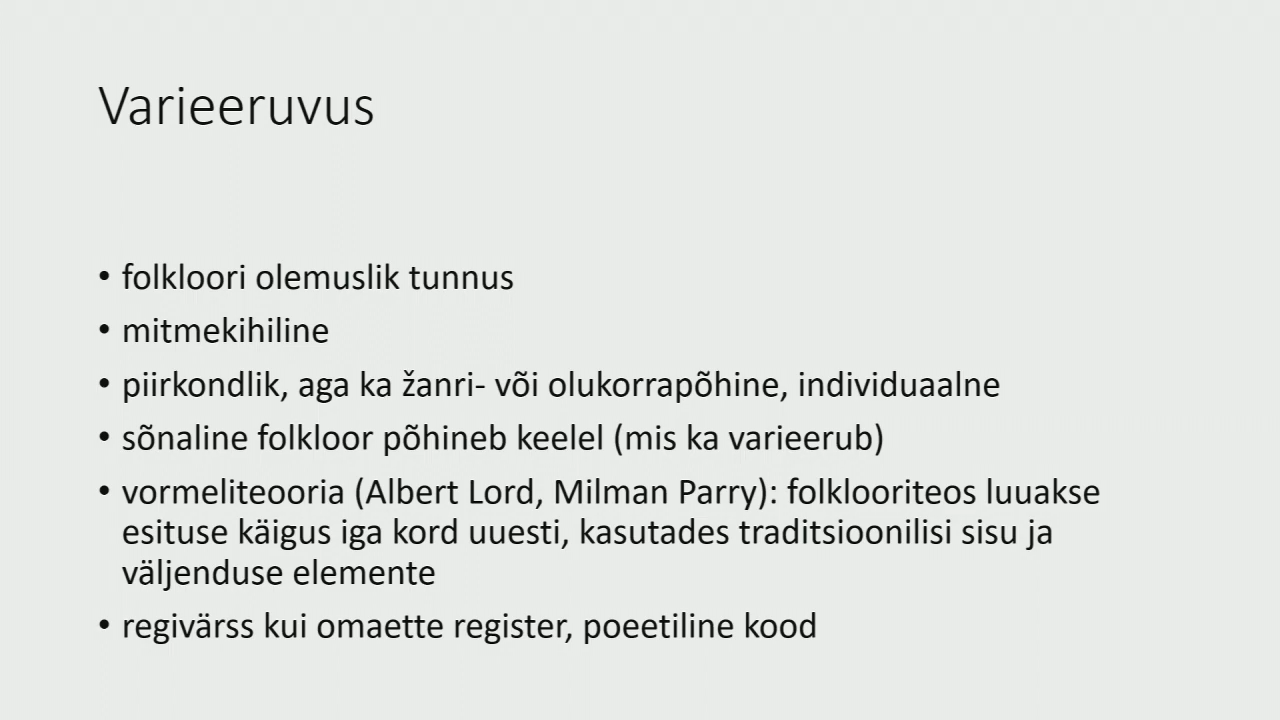 Varieeruvus
• folkloori olemuslik tunnus
• mitmekihiline
• piirkondlik, aga ka žanri- või olukorrapõhine, individuaalne
• sõnaline folkloor põhineb keelel (mis ka varieerub)
• vormeliteooria (Albert Lord, Milman Parry): folklooriteos luuakse
esituse käigus iga kord uuesti, kasutades traditsioonilisi sisu ja
väljenduse elemente
• regivärss kui omaette register, poeetiline kood